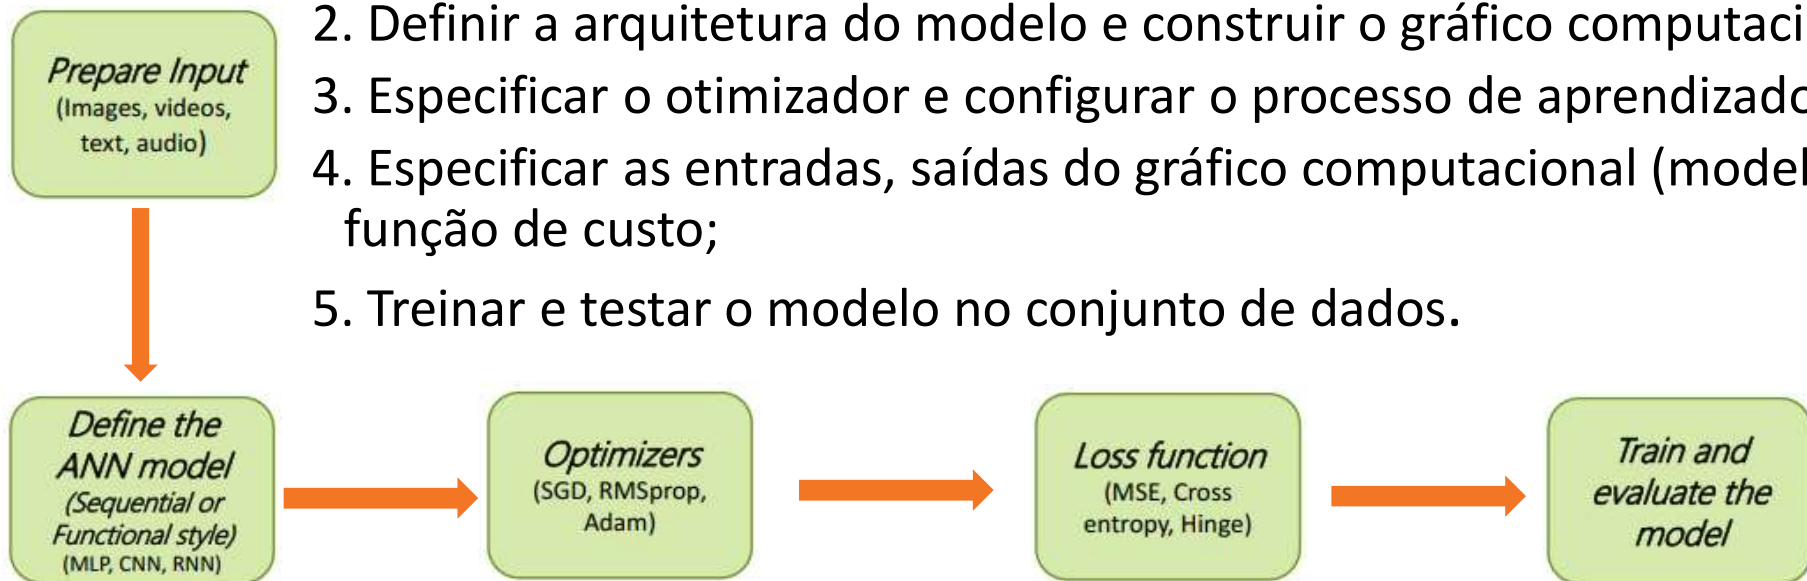 2. Definir a arquitetura do modelo e construir o gráfico
3. Especificar o otimizador e configurar o processo de aprendizado
4. Especificar as entradas, saídas do gráfico computacional
função de custo;
5. Treinar e testar o modelo no conjunto de dados.
Prepare Input
(Images, videos,
text, audio)
Define the
ANN model
(Sequential or
Functional style)
(MLP, CNN, RNN)
Optimizers
(SGD, RMSprop,
Adam)
Loss function
(MSE, Cross
entropy, Hinge)
Train and
evaluate the
model